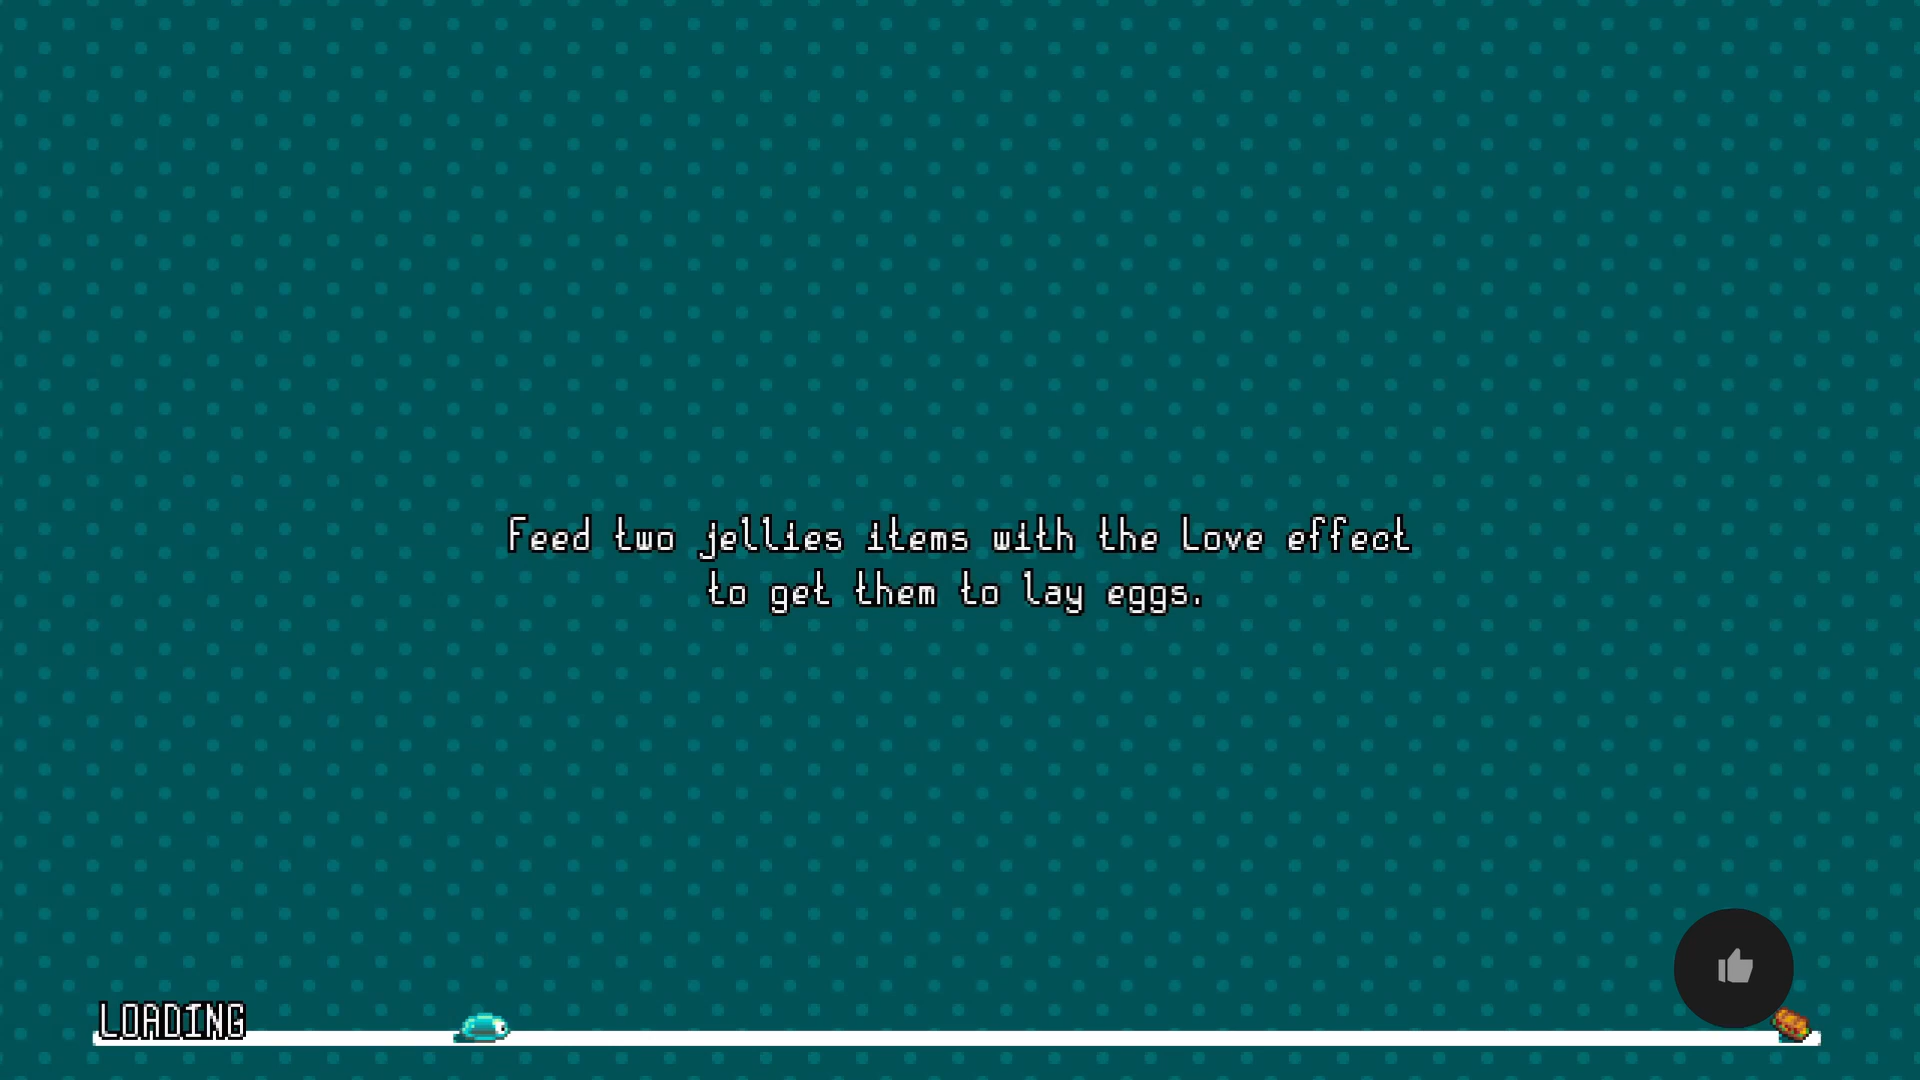 Feed two jellies items with the Love effect
to get them to lay eggs.
LOADING